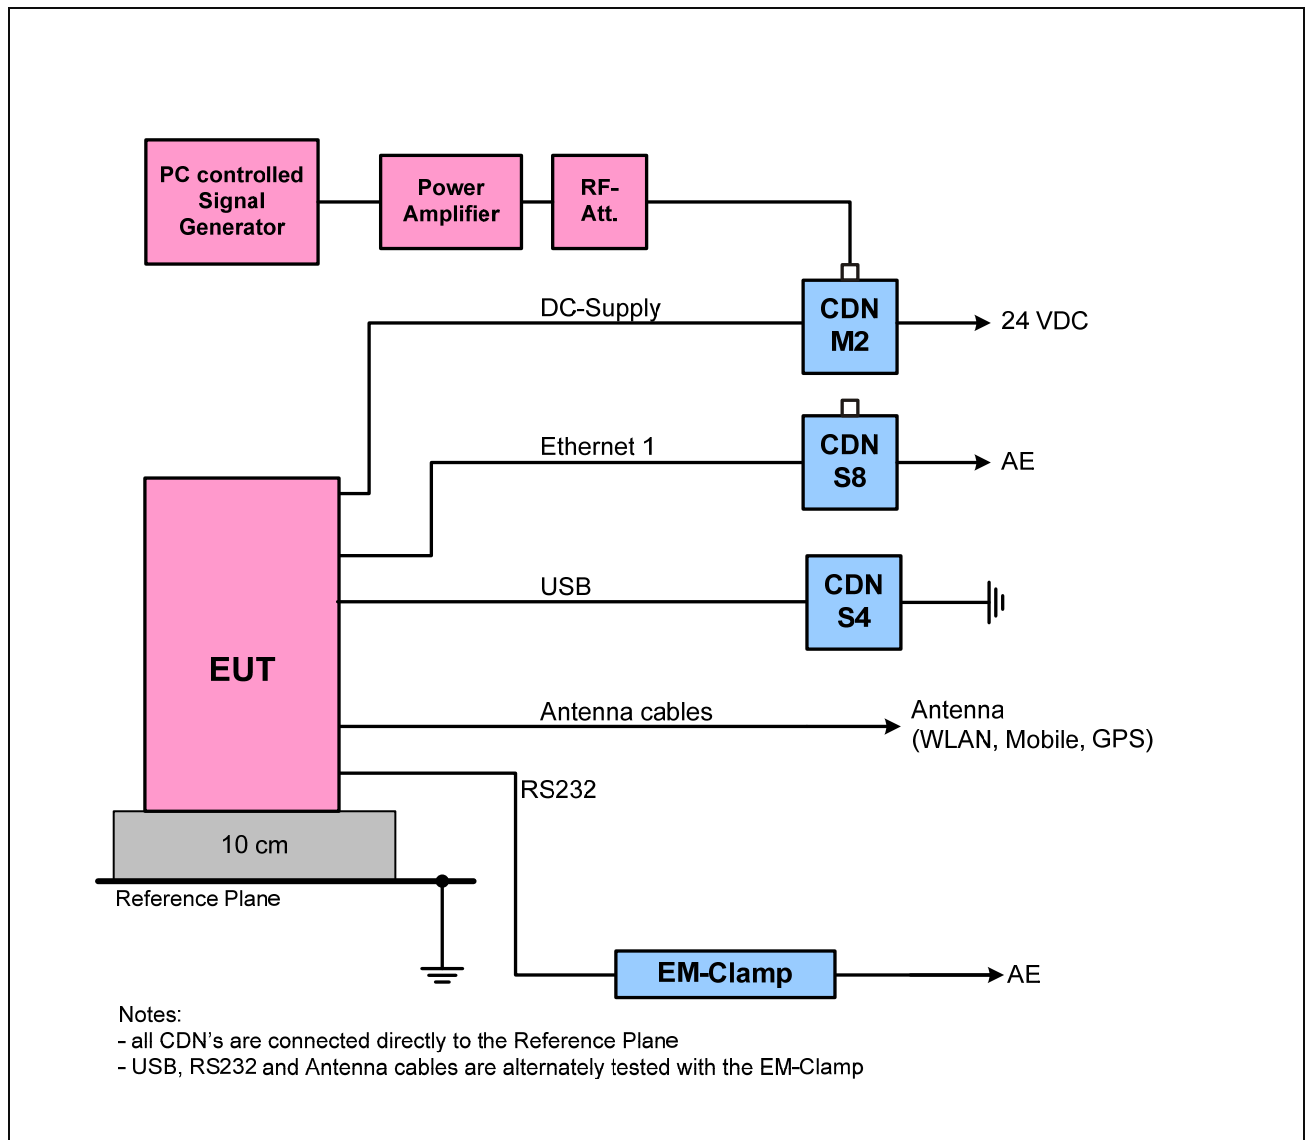 PC controlled
Signal
Generator
Power
Amplifier
RF-
Att.
DC-Supply
CDN
M2
24 VDC
Ethernet 1
CDN
S8
AE
USB
CDN
S4
EUT
Antenna cables
Antenna
(WLAN, Mobile, GPS)
RS232
10 cm
Reference Plane
EM-Clamp
AE
Notes:
- all CDN's are connected directly to the Reference Plane
- USB, RS232 and Antenna cables are alternately tested with the EM-Clamp